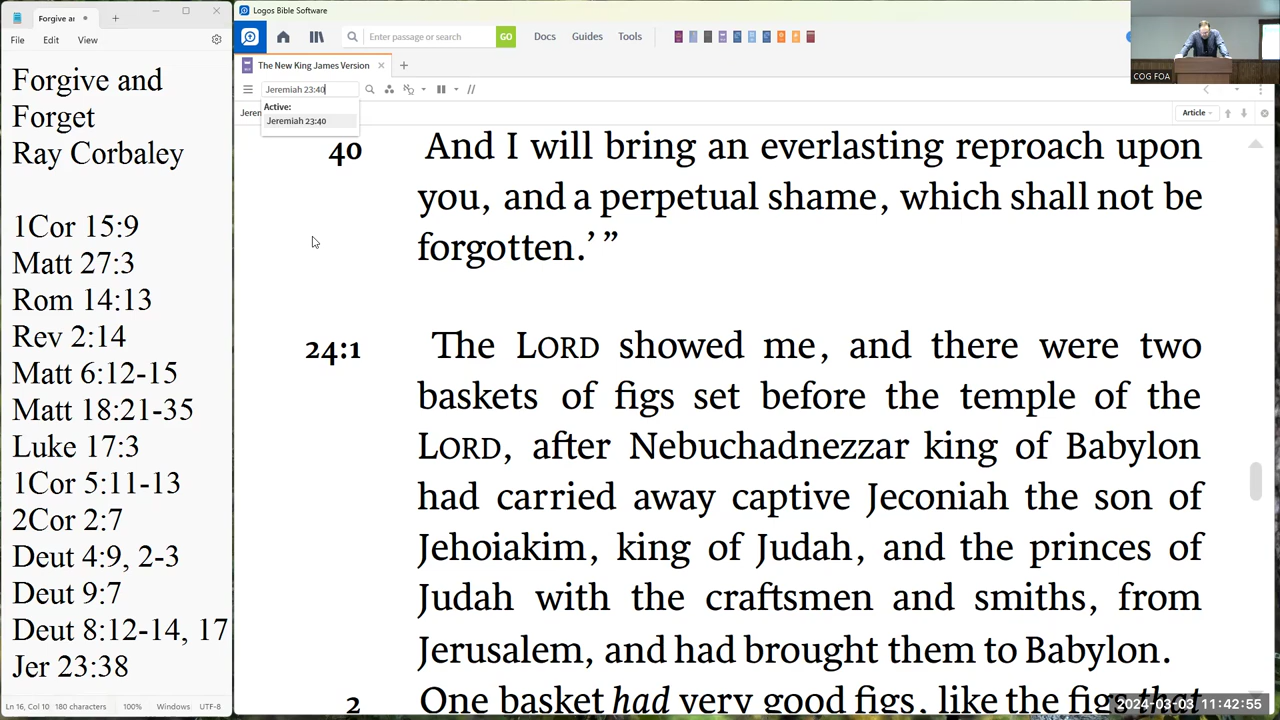 Forgive an
File
Edit
View
Forgive and
Forget
Ray Corbaley
1Cor 15:9
Matt 27:3
Rom 14:13
Rev 2:14
Matt 6:12-15
Matt 18:21-35
Luke 17:3
1Cor 5:11-13
2Cor 2:7
Deut 4:9, 2-3
Deut 9:7
Deut 8:12-14, 17
Jer 23:38
Ln 16, Col 10 180 characters 100% Windows UTF-8
Logos Bible Software
Enter passage or search GO Docs Guides Tools
COG FOA
The New King James Version
Jeremiah 23:40
Active:
Jeremiah 23:40
Article
40 And I will bring an everlasting reproach upon
you, and a perpetual shame, which shall not be
forgotten.’ ”
24:1 The LORD showed me, and there were two
baskets of figs set before the temple of the
LORD, after Nebuchadnezzar king of Babylon
had carried away captive Jeconiah the son of
Jehoiakim, king of Judah, and the princes of
Judah with the craftsmen and smiths, from
Jerusalem, and had brought them to Babylon.
2 One basket had very good figs, like the figs that
2024-03-03 11:42:55